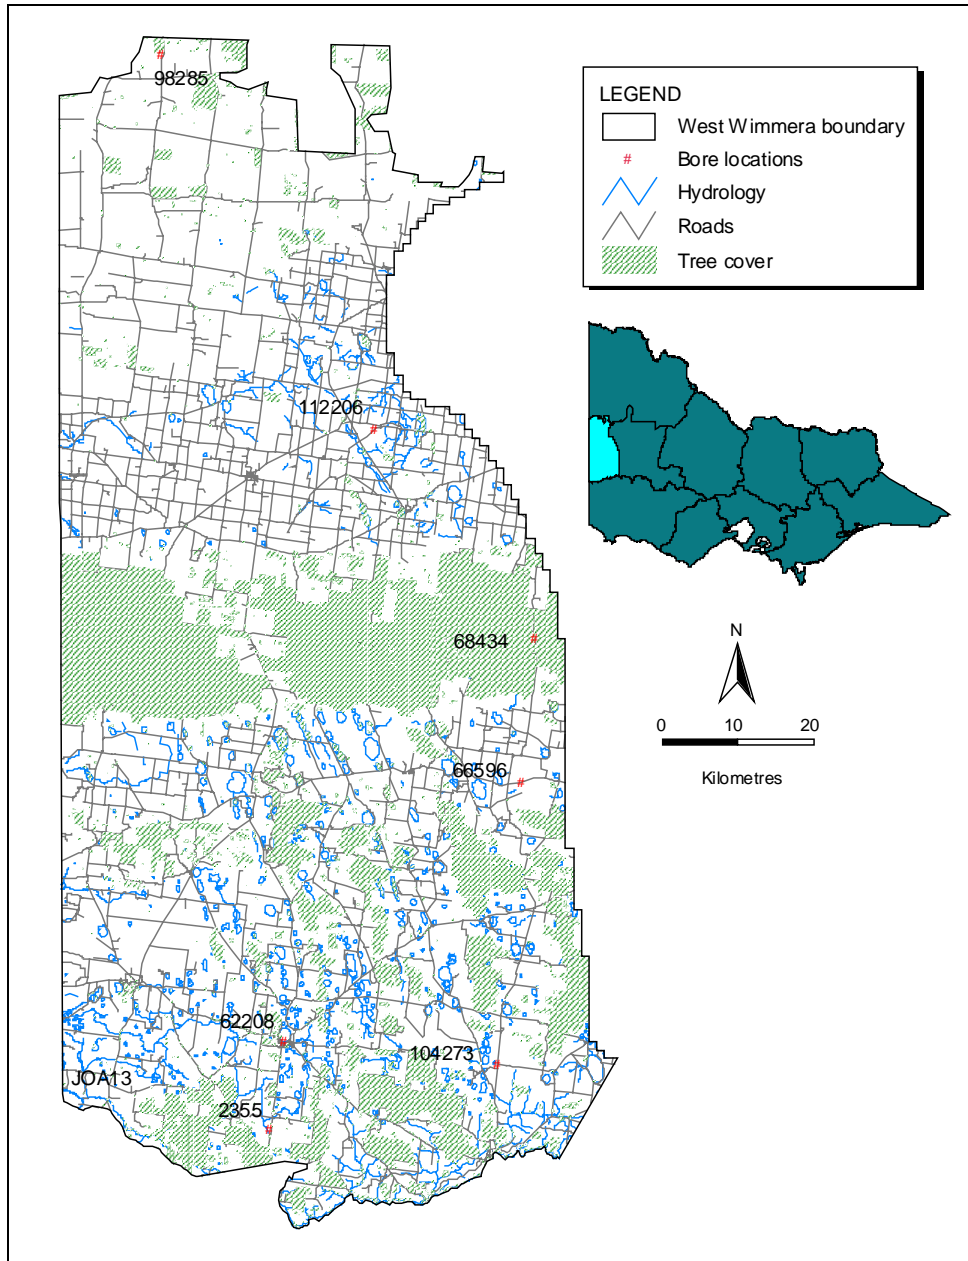 98285
LEGEND
West Wimmera boundary
# Bore locations
Hydrology
Roads
Tree cover
112206
68434
N
0 10 20
Kilometres
66596
62208
104273
JOA13
2355